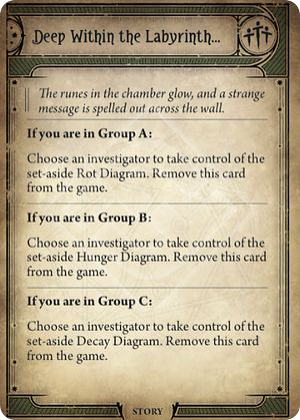 Deep Within the Labyrinth...
The runes in the chamber glow, and a strange
message is spelled out across the wall.
If you are in Group A:
Choose an investigator to take control of the
set-aside Rot Diagram. Remove this card
from the game.
If you are in Group B:
Choose an investigator to take control of the
set-aside Hunger Diagram. Remove this card
from the game.
If you are in Group C:
Choose an investigator to take control of the
set-aside Decay Diagram. Remove this card
from the game.
STORY